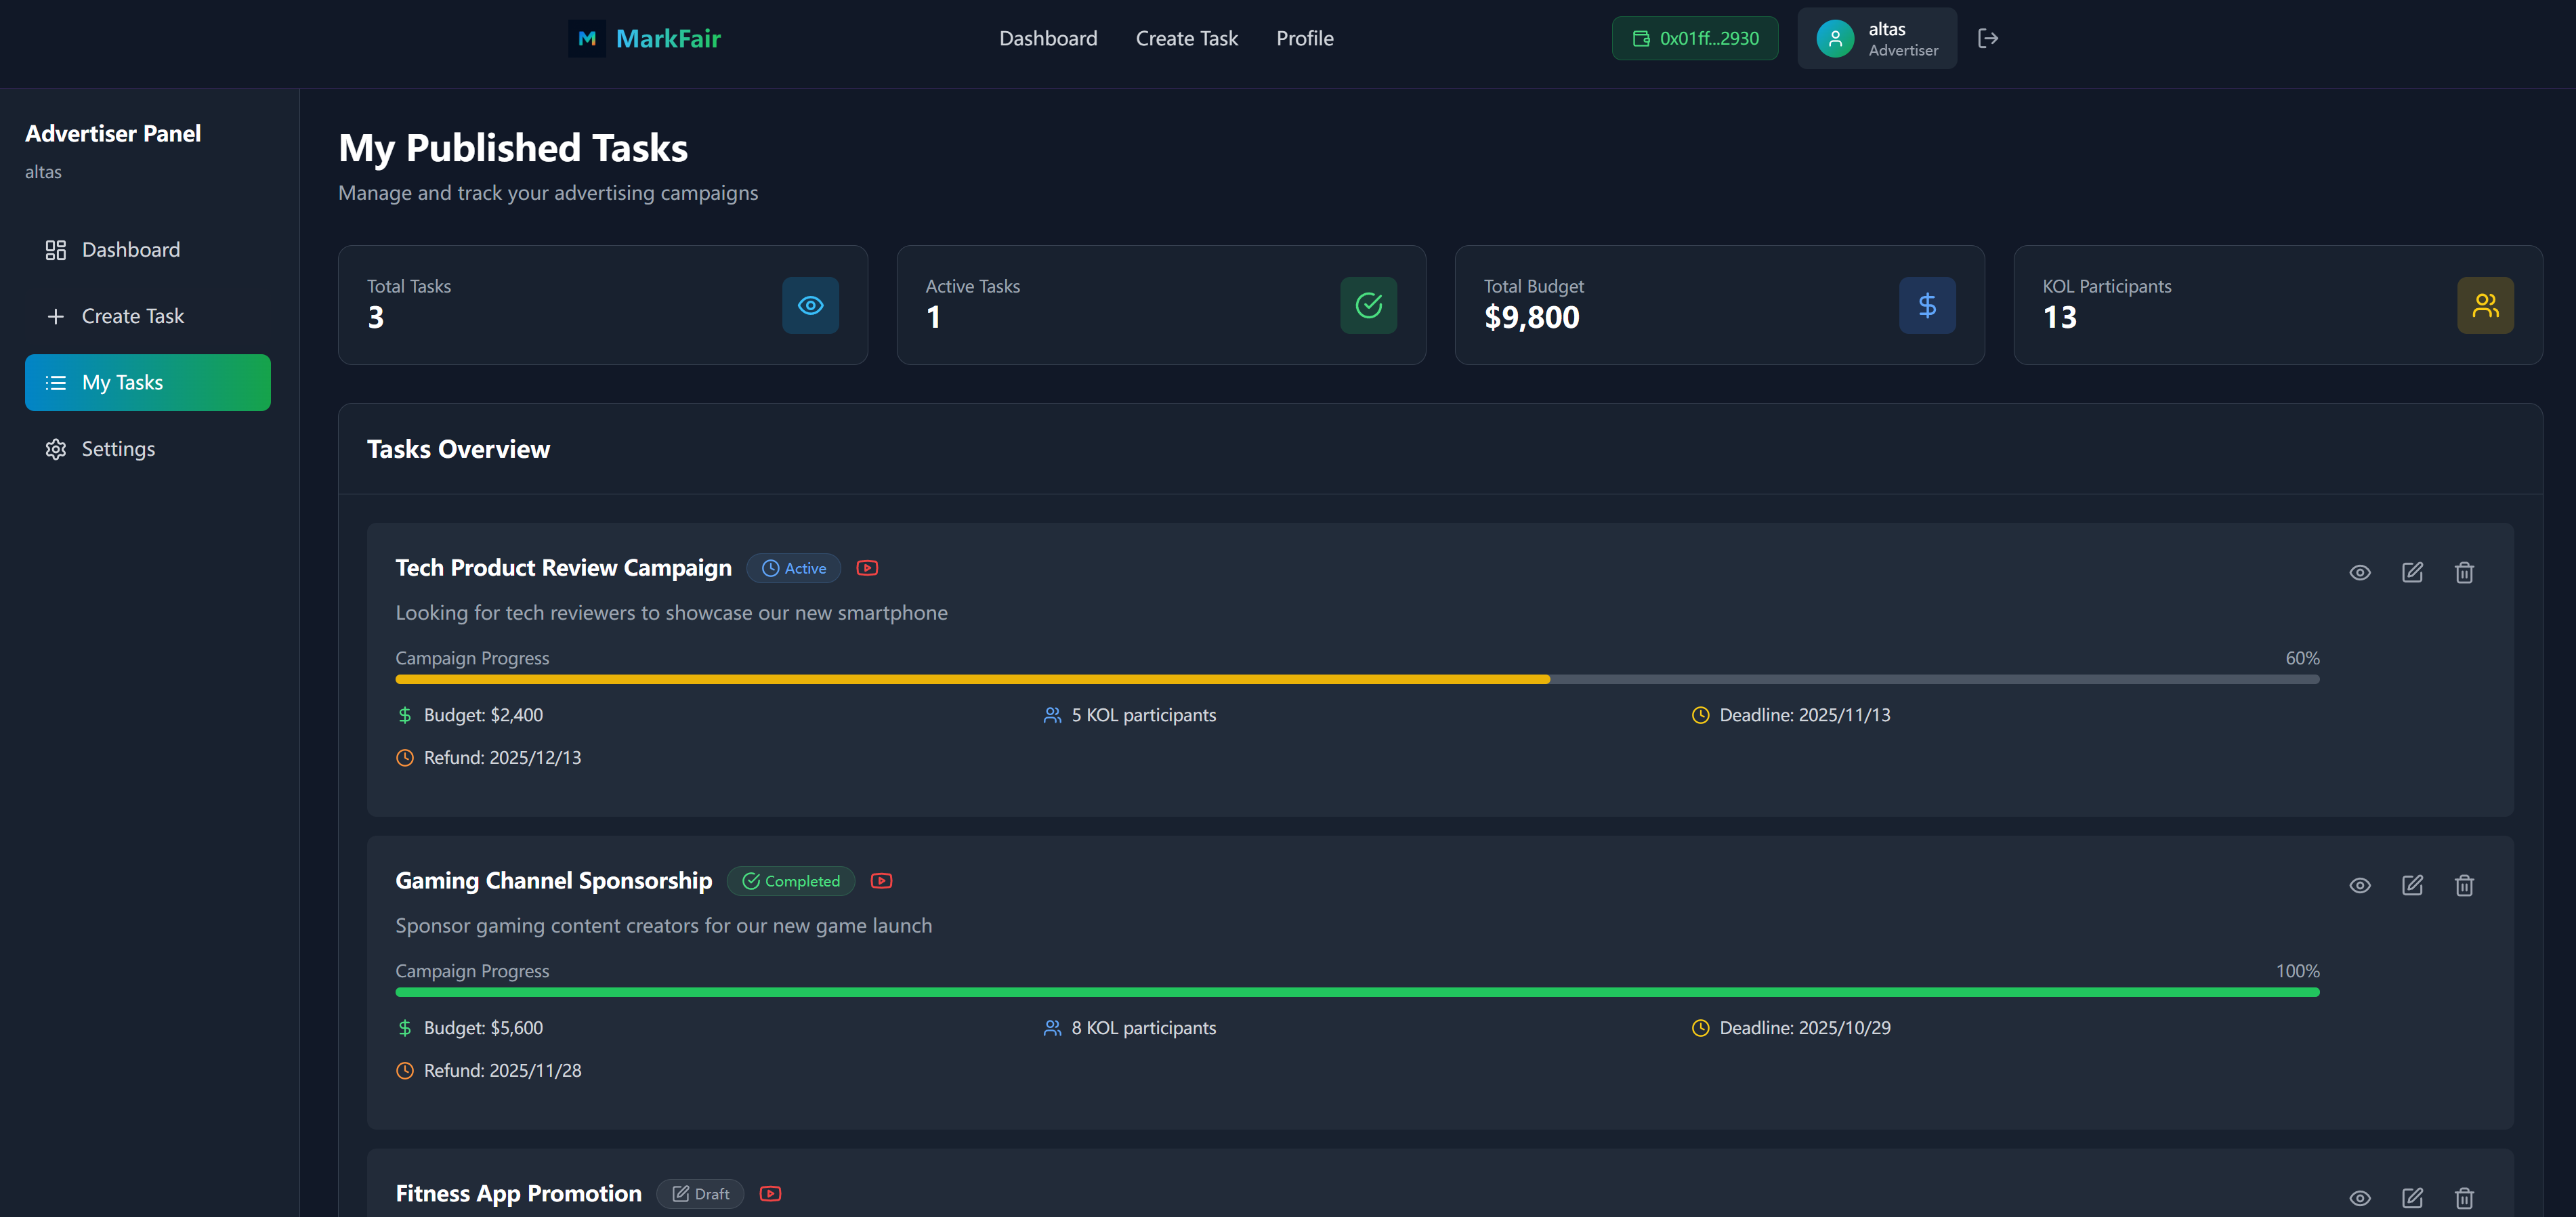 MarkFair
Dashboard
Create Task
Profile
0x01ff...2930
altas
Advertiser
Advertiser Panel
altas
Dashboard
Create Task
My Tasks
Settings
My Published Tasks
Manage and track your advertising campaigns
Total Tasks
3
Active Tasks
1
Total Budget
$9,800
KOL Participants
13
Tasks Overview
Tech Product Review Campaign
Active
Looking for tech reviewers to showcase our new smartphone
Campaign Progress
60%
Budget: $2,400
5 KOL participants
Deadline: 2025/11/13
Refund: 2025/12/13
Gaming Channel Sponsorship
Completed
Sponsor gaming content creators for our new game launch
Campaign Progress
100%
Budget: $5,600
8 KOL participants
Deadline: 2025/10/29
Refund: 2025/11/28
Fitness App Promotion
Draft